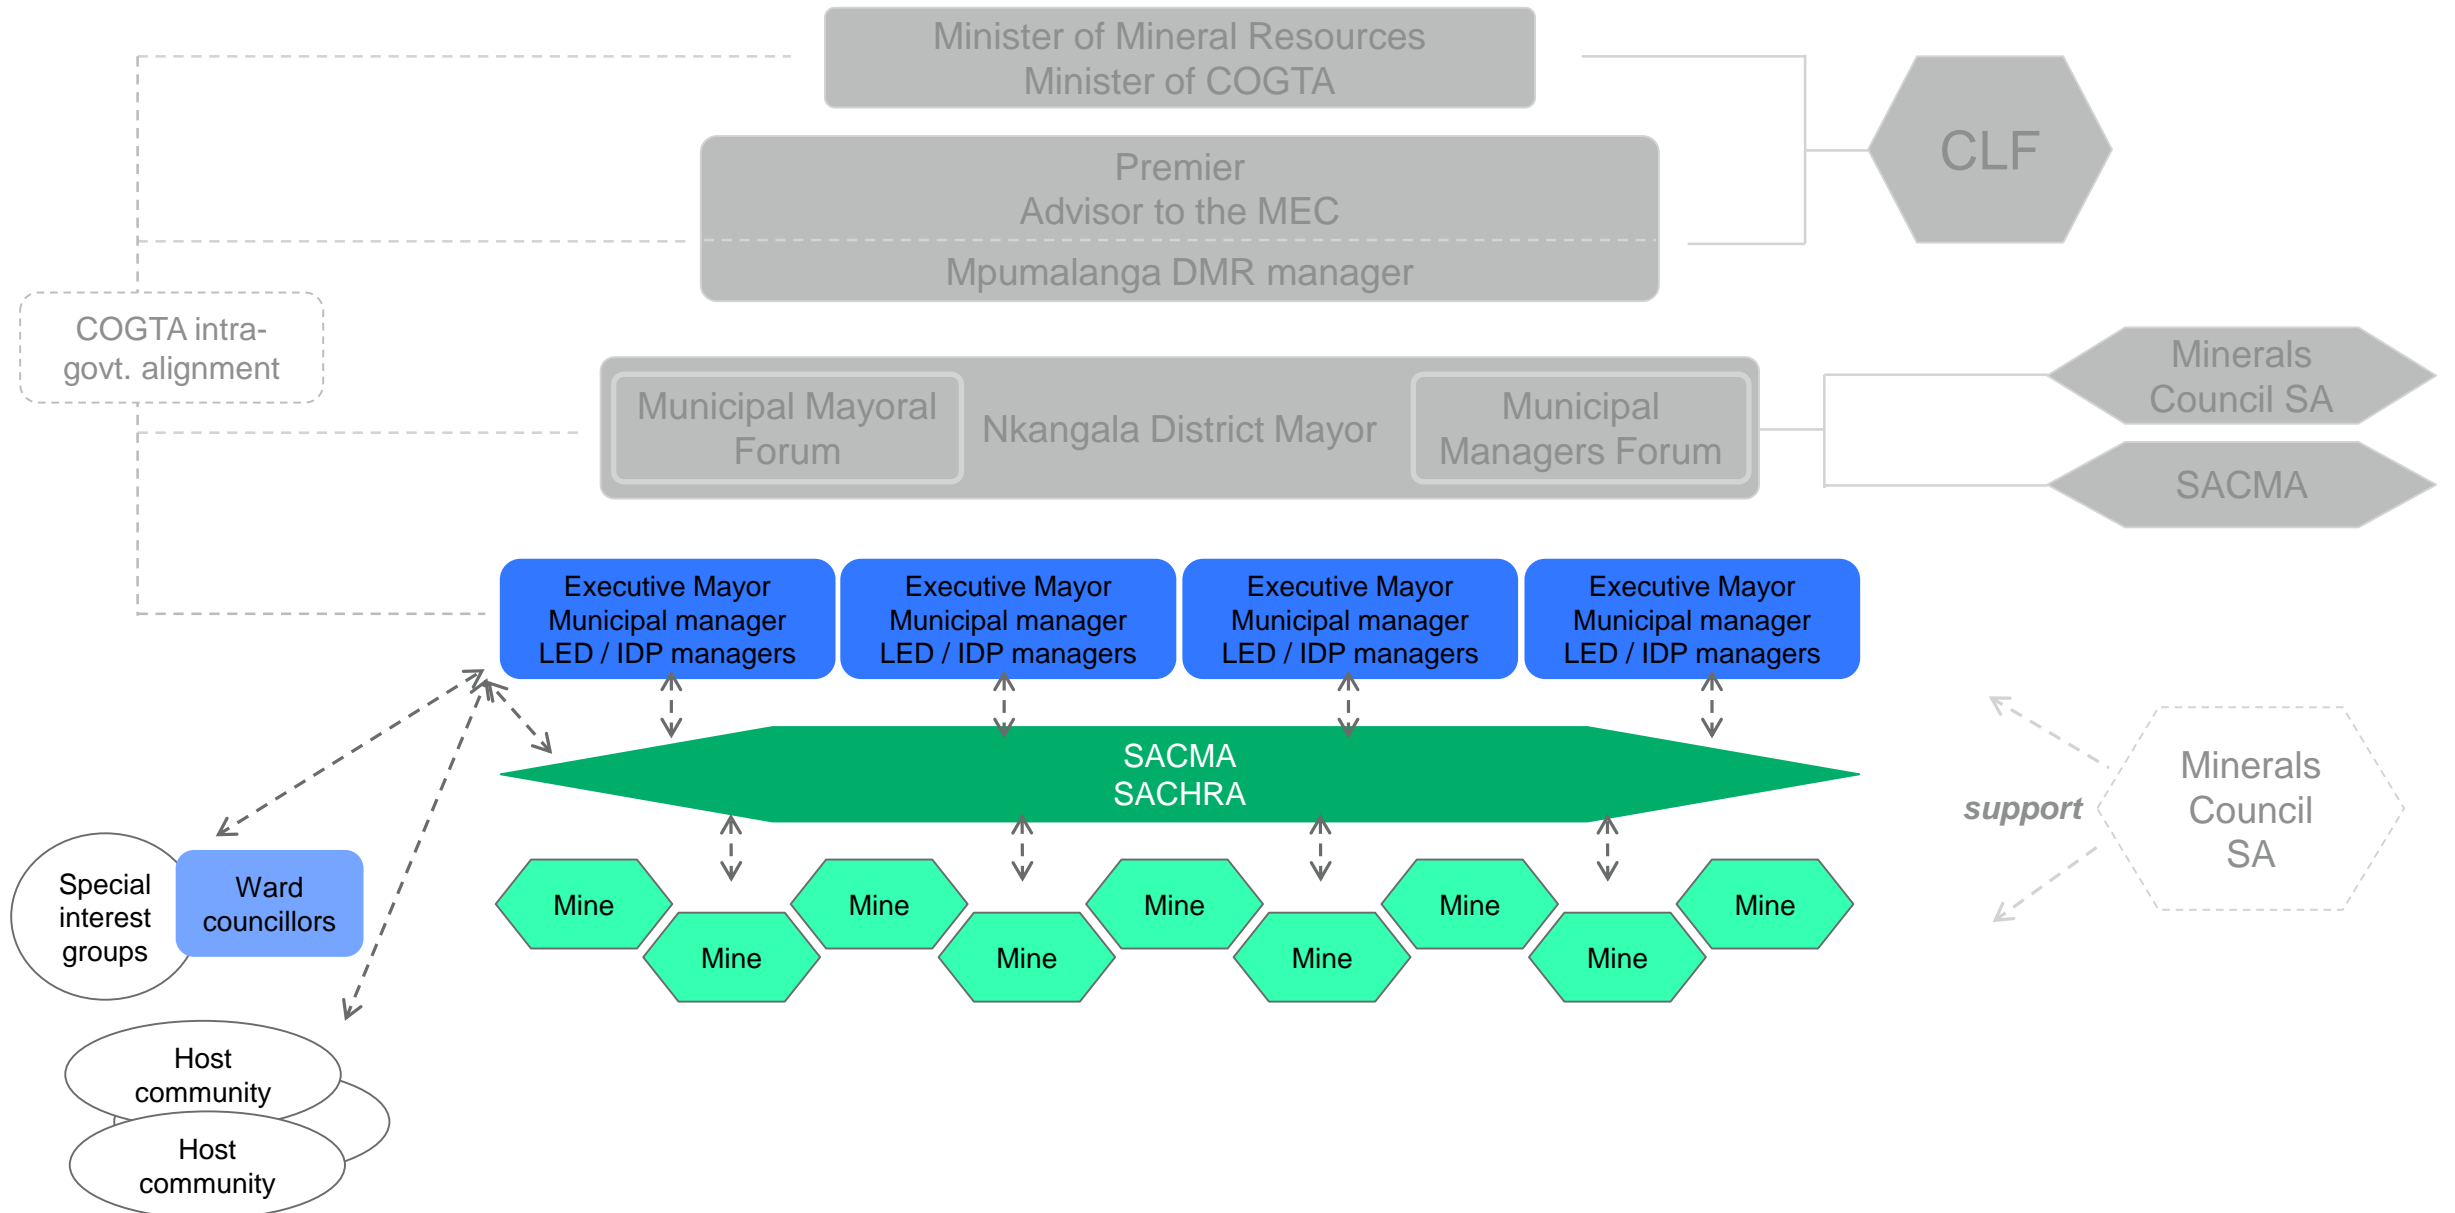 Minister of Mineral Resources
Minister of COGTA
CLF
Premier
Advisor to the MEC
Mpumalanga DMR manager
COGTA intra-
govt. alignment
Municipal Mayoral
Forum
Nkangala District Mayor
Municipal
Managers Forum
Minerals
Council SA
SACMA
Executive Mayor
Municipal manager
LED / IDP managers
Executive Mayor
Municipal manager
LED / IDP managers
Executive Mayor
Municipal manager
LED / IDP managers
Executive Mayor
Municipal manager
LED / IDP managers
SACMA
SACHRA
support
Minerals
Council
SA
Special
interest
groups
Ward
councillors
Mine
Mine
Mine
Mine
Mine
Mine
Mine
Mine
Mine
Host
community
Host
community